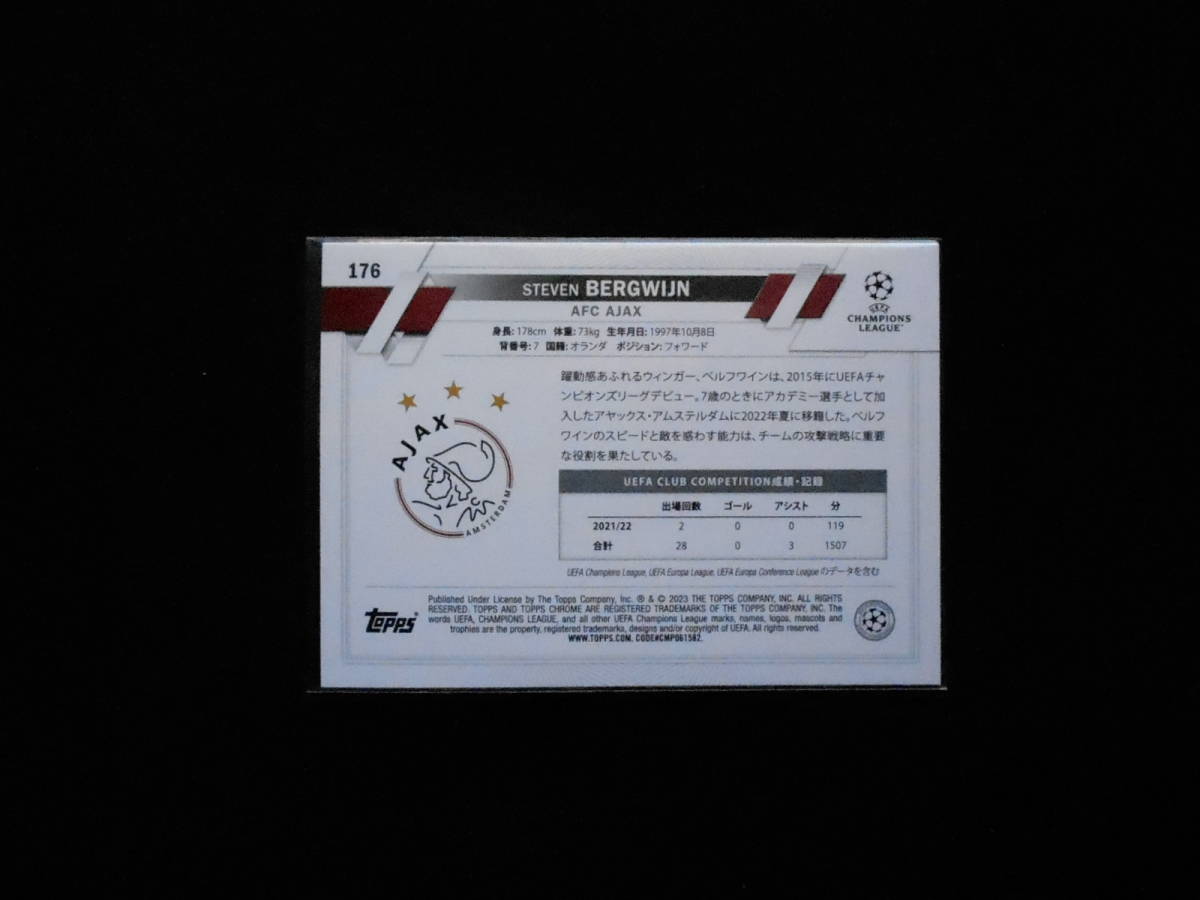 176
STEVEN BERGWIJN
AFC AJAX
UEFA
CHAMPIONS
LEAGUE
身長: 178cm 体重: 73kg 生年月日: 1997年10月8日
背番号: 7 国籍: オランダ ポジション: フォワード
躍動感あふれるウィンガー、ベルフワインは、2015年にUEFAチャ
ンピオンズリーグデビュー。7歳のときにアカデミー選手として加
入したアヤックス・アムステルダムに2022年夏に移籍した。ベルフ
ワインのスピードと敵を惑わす能力は、チームの攻撃戦略に重要
な役割を果たしている。
AJAX
AMSTERDAM
UEFA CLUB COMPETITION成績・記録
出場回数 ゴール アシスト 分
2021/22 2 0 0 119
合計 28 0 3 1507
UEFA Champions League, UEFA Europa League, UEFA Europa Conference League のデータを含む
Topps®
Published Under License by The Topps Company, Inc. ® & © 2023 THE TOPPS COMPANY, INC. ALL RIGHTS
RESERVED. TOPPS AND TOPPS CHROME ARE REGISTERED TRADEMARKS OF THE TOPPS COMPANY, INC. The
words UEFA, CHAMPIONS LEAGUE, and all other UEFA Champions League marks, names, logos, mascots and
trophies are the property, registered trademarks, designs and/or copyright of UEFA. All rights reserved.
WWW.TOPPS.COM. CODE#CMP061582.